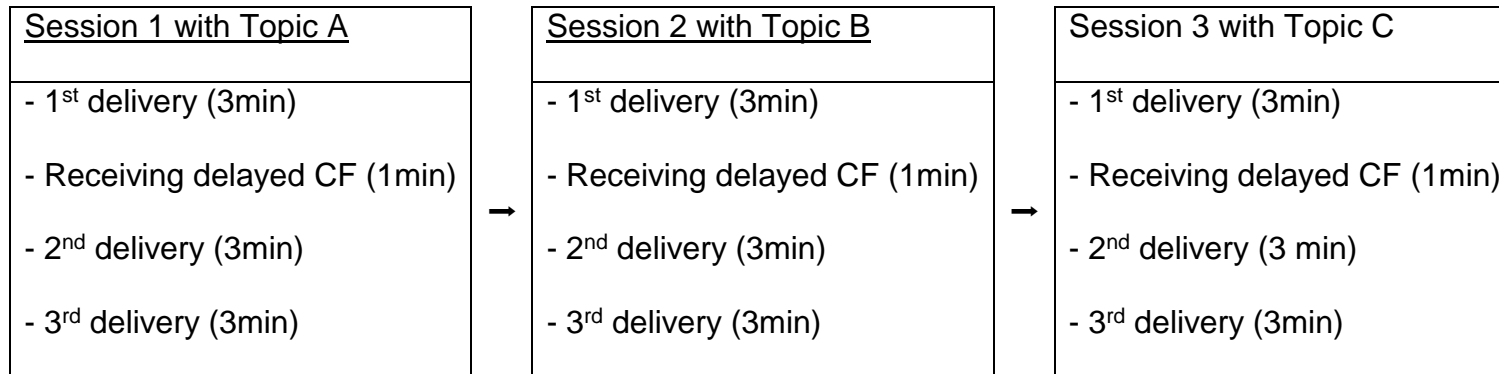 Session 1 with Topic A
- 1st delivery (3min)
- Receiving delayed CF (1min)
- 2nd delivery (3min)
- 3rd delivery (3min)
→
Session 2 with Topic B
- 1st delivery (3min)
- Receiving delayed CF (1min)
- 2nd delivery (3min)
- 3rd delivery (3min)
→
Session 3 with Topic C
- 1st delivery (3min)
- Receiving delayed CF (1min)
- 2nd delivery (3 min)
- 3rd delivery (3min)